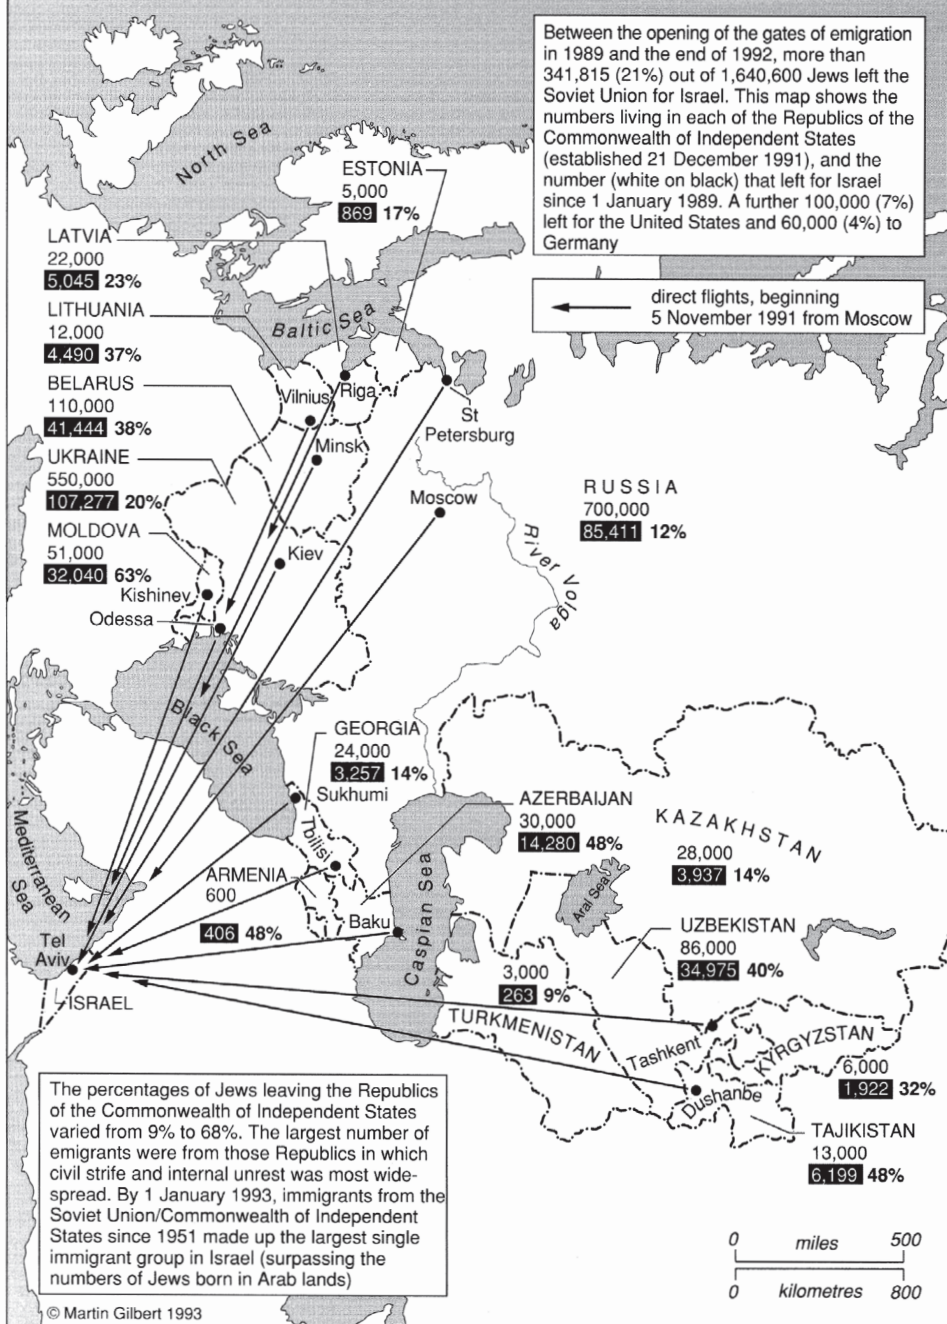 Between the opening of the gates of emigration
in 1989 and the end of 1992, more than
341,815 (21%) out of 1,640,600 Jews left the
Soviet Union for Israel. This map shows the
numbers living in each of the Republics of the
Commonwealth of Independent States
(established 21 December 1991), and the
number (white on black) that left for Israel
since 1 January 1989. A further 100,000 (7%)
left for the United States and 60,000 (4%) to
Germany
direct flights, beginning
5 November 1991 from Moscow
North Sea
ESTONIA
5,000
869 17%
LATVIA
22,000
5,045 23%
LITHUANIA
12,000
4,490 37%
BELARUS
110,000
41,444 38%
UKRAINE
550,000
107,277 20%
MOLDOVA
51,000
32,040 63%
Baltic Sea
Vilnius
Riga
St
Petersburg
Minsk
Moscow
RUSSIA
700,000
85,411 12%
River Volga
Kiev
Kishinev
Odessa
Black Sea
GEORGIA
24,000
3,257 14%
Sukhumi
Tbilisi
AZERBAIJAN
30,000
14,280 48%
KAZAKHSTAN
28,000
3,937 14%
Mediterranean
Sea
ARMENIA
600
406 48%
Baku
Caspian Sea
Aral Sea
UZBEKISTAN
86,000
34,975 40%
Tel
Aviv
ISRAEL
3,000
263 9%
TURKMENISTAN
Tashkent
KYRGYZSTAN
6,000
1,922 32%
Dushanbe
TAJIKISTAN
13,000
6,199 48%
The percentages of Jews leaving the Republics
of the Commonwealth of Independent States
varied from 9% to 68%. The largest number of
emigrants were from those Republics in which
civil strife and internal unrest was most wide-
spread. By 1 January 1993, immigrants from the
Soviet Union/Commonwealth of Independent
States since 1951 made up the largest single
immigrant group in Israel (surpassing the
numbers of Jews born in Arab lands)
0 miles 500
0 kilometres 800
© Martin Gilbert 1993